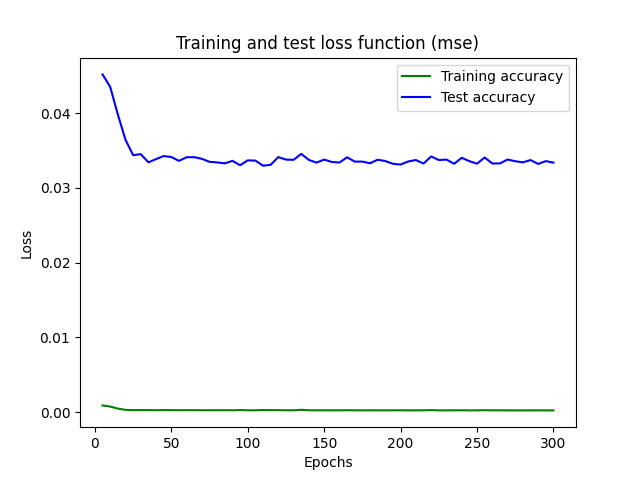 Training and test loss function (mse)
Training accuracy
Test accuracy
0.04
0.03
0.02
0.01
0.00
Loss
0
50
100
150
200
250
300
Epochs